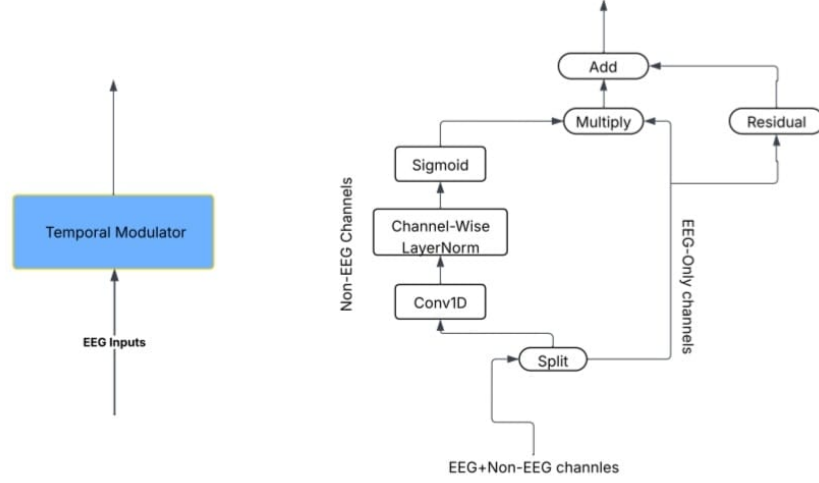 Temporal Modulator
EEG Inputs
Add
Multiply
Residual
Sigmoid
Channel-Wise
LayerNorm
Conv1D
Non-EEG Channels
EEG-Only channels
Split
EEG+Non-EEG channles